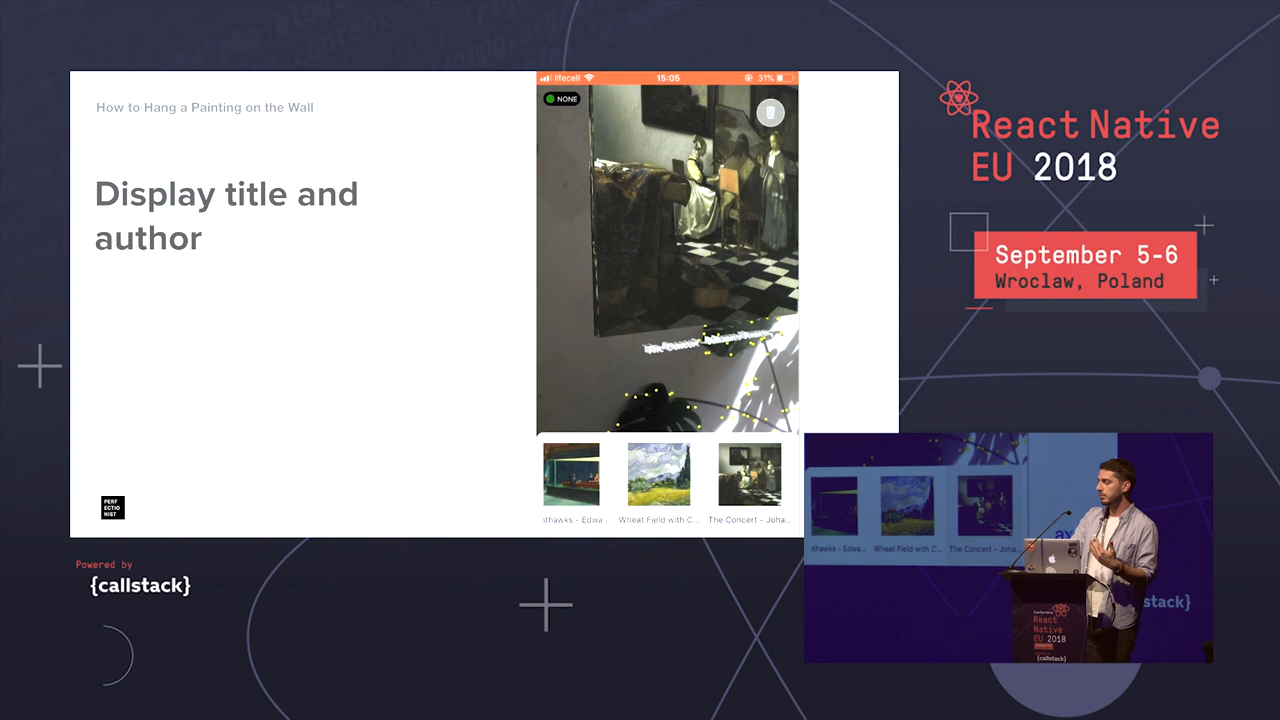 How to Hang a Painting on the Wall
Display title and
author
PERF
ECTIO
NIST
lifecell
15:05
31%
NONE
thawks - Edwa...
Wheat Field with C...
The Concert - Joha...
React Native
EU 2018
September 5-6
Wroclaw, Poland
Powered by
{callstack}
thawks - Edwa...
Wheat Field with C...
The Concert - Joha...
ax
stack}
React
Native
EU 2018
{callstack}